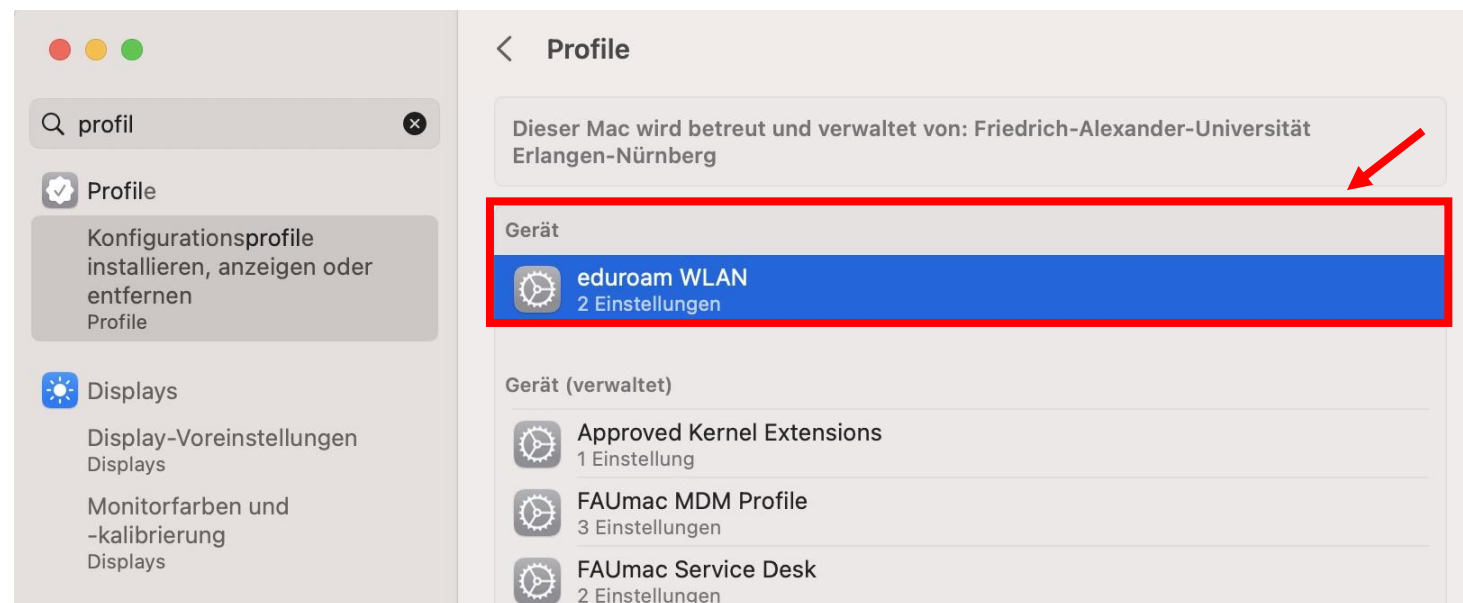 profil
Profile
Konfigurationsprofile
installieren, anzeigen oder
entfernen
Profile
Displays
Display-Voreinstellungen
Displays
Monitorfarben und
-kalibrierung
Displays
Profile
Dieser Mac wird betreut und verwaltet von: Friedrich-Alexander-Universität
Erlangen-Nürnberg
Gerät
eduroam WLAN
2 Einstellungen
Gerät (verwaltet)
Approved Kernel Extensions
1 Einstellung
FAUmac MDM Profile
3 Einstellungen
FAUmac Service Desk
2 Einstellungen